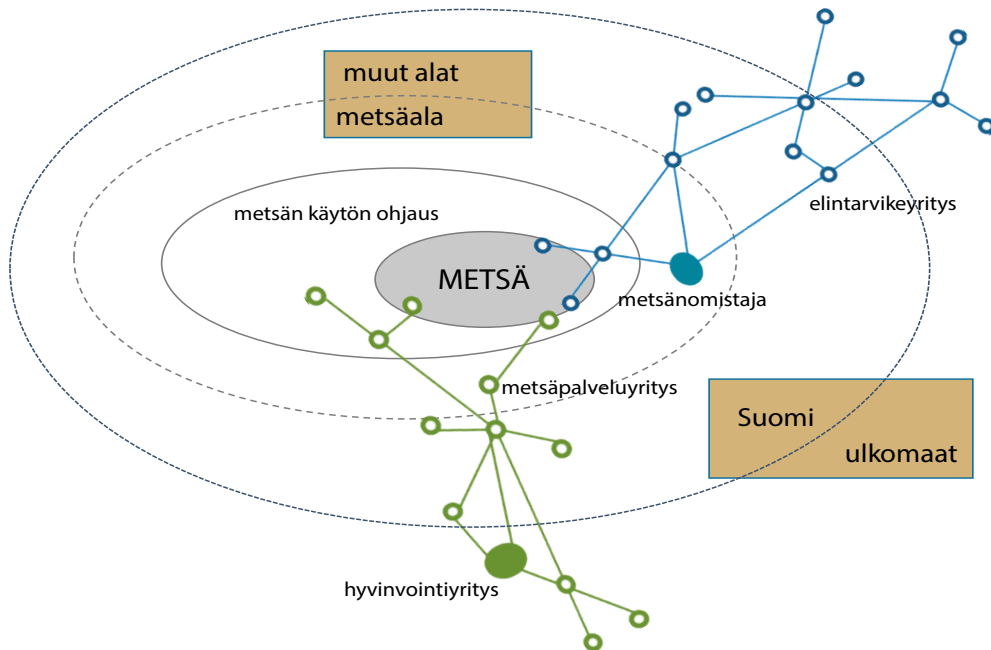 muut alat
metsäala
metsän käytön ohjaus
elintarvikeyritys
METSÄ
metsänomistaja
metsäpalveluyritys
Suomi
ulkomaat
hyvinvointiyritys